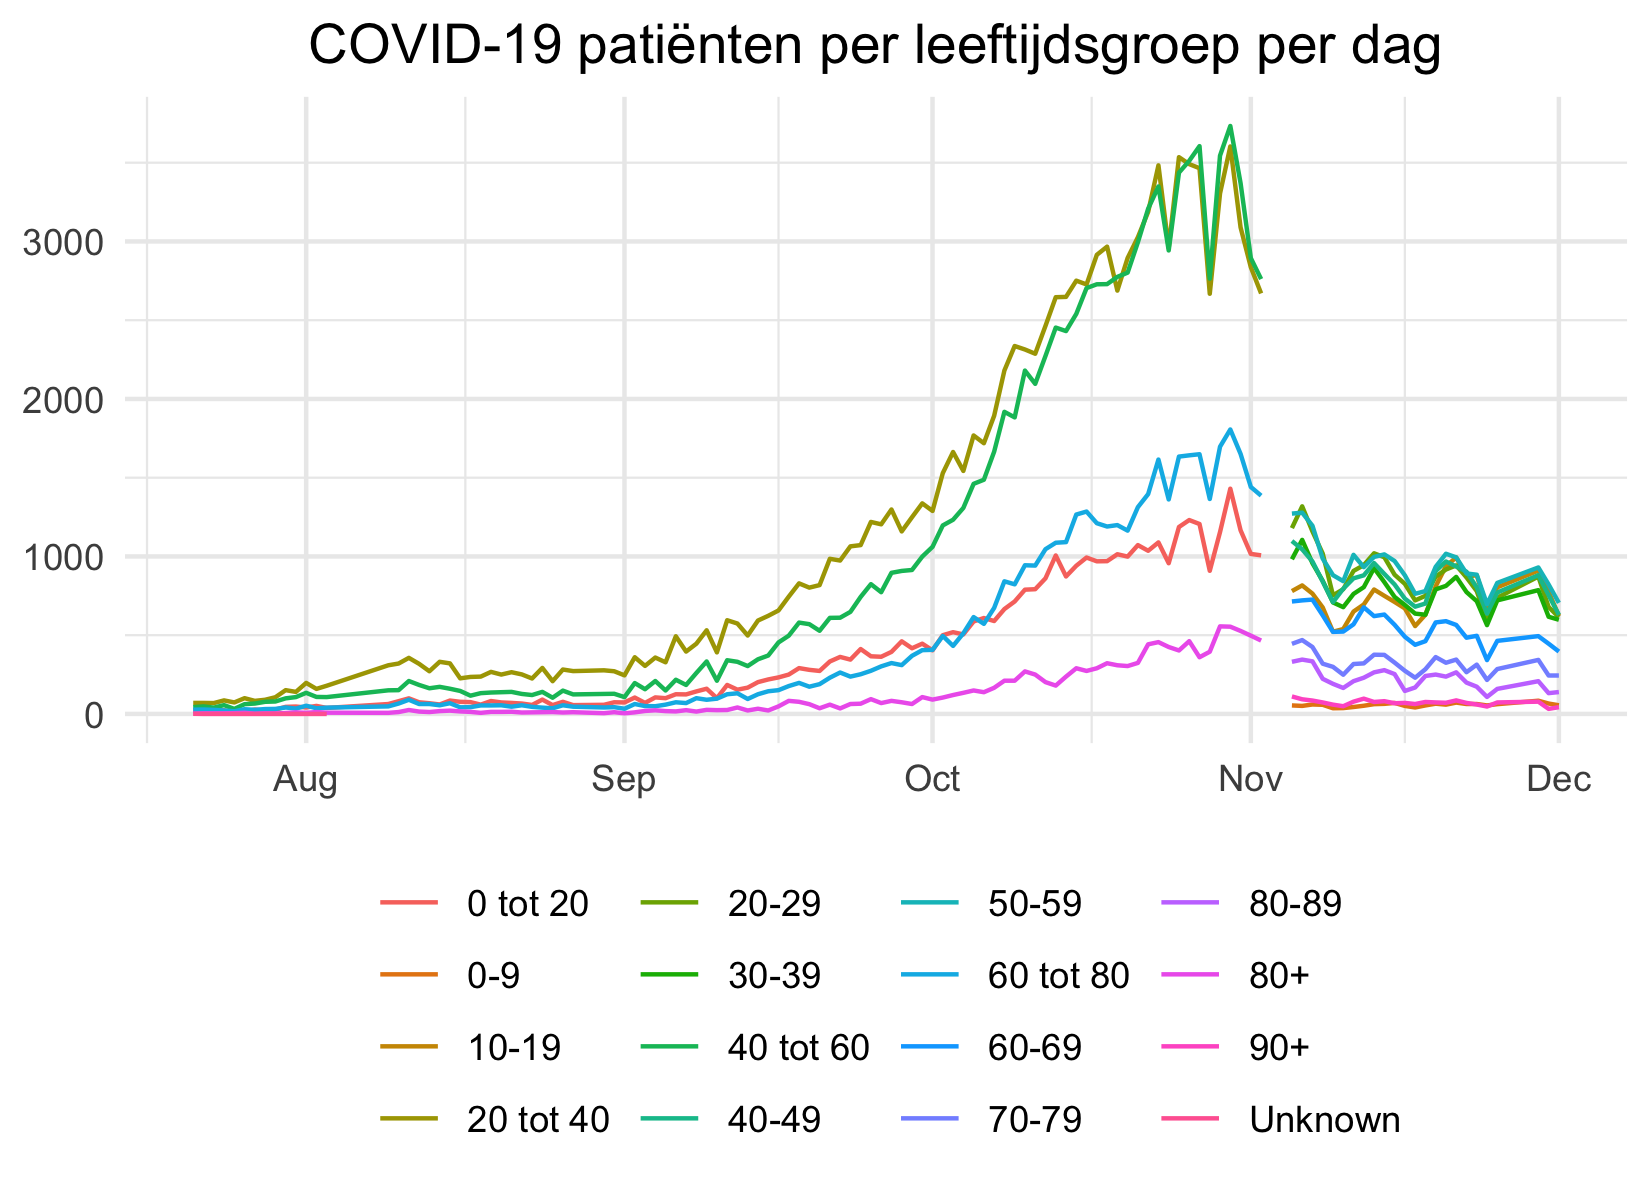 COVID-19 patiënten per leeftijdsgroep per dag
3000
2000
1000
0
Aug Sep Oct Nov Dec
0 tot 20 20-29 50-59 80-89
0-9 30-39 60 tot 80 80+
10-19 40 tot 60 60-69 90+
20 tot 40 40-49 70-79 Unknown